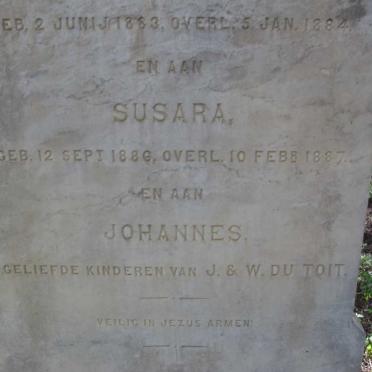 GEB. 2 JUNIJ 1883, OVERL. 5 JAN. 1884.
EN AAN
SUSARA,
GEB. 12 SEPT 1886, OVERL. 10 FEBR 1887.
EN AAN
JOHANNES.
GELIEFDE KINDEREN VAN J. & W. DU TOIT.
VEILIG IN JEZUS ARMEN!